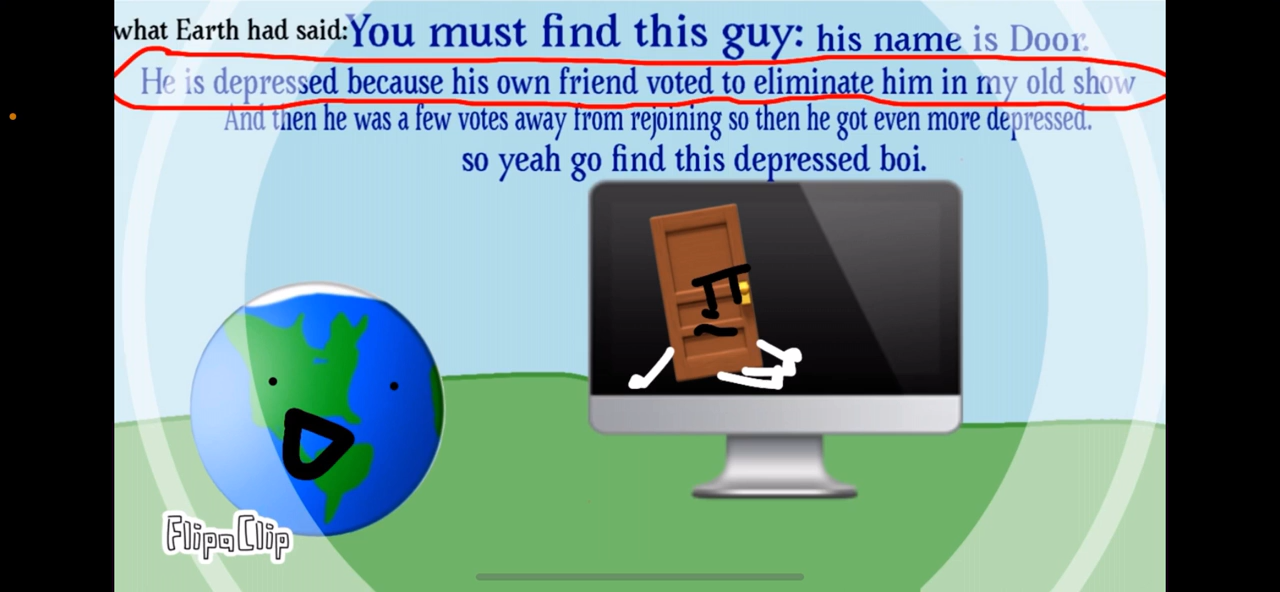 what Earth had said:You must find this guy: his name is Door.
He is depressed because his own friend voted to eliminate him in my old show
And then he was a few votes away from rejoining so then he got even more depressed.
so yeah go find this depressed boi.
FlipaClip